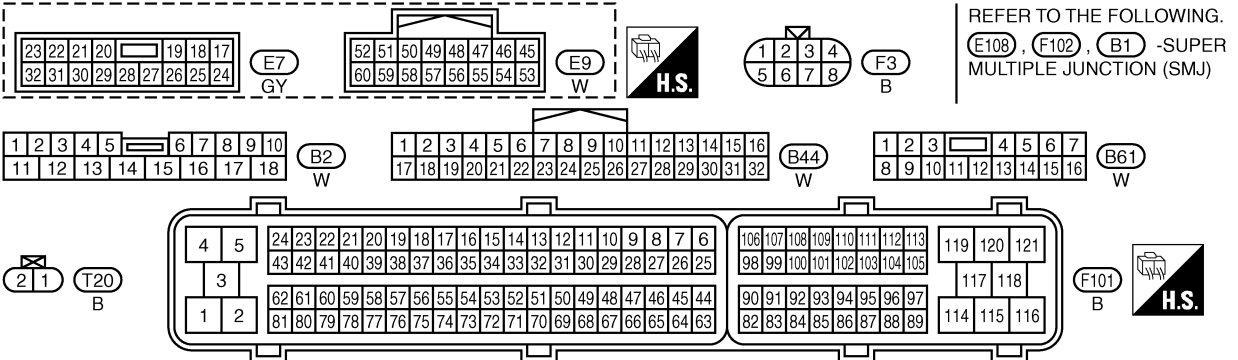 23 22 21 20 19 18 17
32 31 30 29 28 27 26 25 24
E7
GY
52 51 50 49 48 47 46 45
60 59 58 57 56 55 54 53
E9
W
H.S.
1 2 3 4
5 6 7 8
F3
B
REFER TO THE FOLLOWING.
E108 , F102 , B1 -SUPER
MULTIPLE JUNCTION (SMJ)
1 2 3 4 5 6 7 8 9 10
11 12 13 14 15 16 17 18
B2
W
1 2 3 4 5 6 7 8 9 10 11 12 13 14 15 16
17 18 19 20 21 22 23 24 25 26 27 28 29 30 31 32
B44
W
1 2 3 4 5 6 7
8 9 10 11 12 13 14 15 16
B61
W
2 1
T20
B
4 5
3
1 2
24 23 22 21 20 19 18 17 16 15 14 13 12 11 10 9 8 7 6
43 42 41 40 39 38 37 36 35 34 33 32 31 30 29 28 27 26 25
62 61 60 59 58 57 56 55 54 53 52 51 50 49 48 47 46 45 44
81 80 79 78 77 76 75 74 73 72 71 70 69 68 67 66 65 64 63
106 107 108 109 110 111 112 113
98 99 100 101 102 103 104 105
90 91 92 93 94 95 96 97
82 83 84 85 86 87 88 89
119 120 121
117 118
114 115 116
F101
B
H.S.